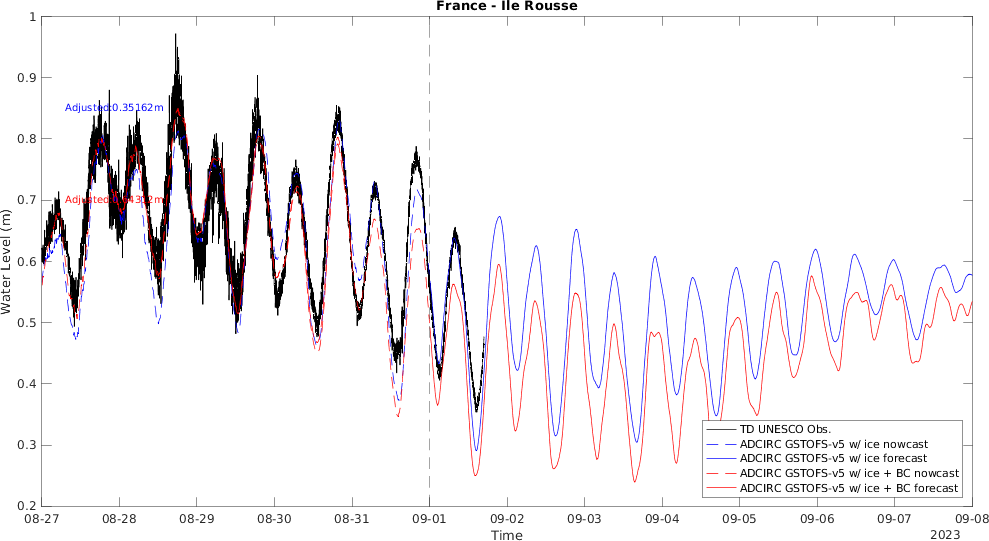 France - Ile Rousse
1
0.9
0.8
0.7
0.6
0.5
0.4
0.3
0.2
Water Level (m)
Adjusted:0.35162m
TD UNESCO Obs.
ADCIRC GSTOFS-v5 w/ ice nowcast
ADCIRC GSTOFS-v5 w/ ice forecast
ADCIRC GSTOFS-v5 w/ ice + BC nowcast
ADCIRC GSTOFS-v5 w/ ice + BC forecast
08-27 08-28 08-29 08-30 08-31 09-01 09-02 09-03 09-04 09-05 09-06 09-07 09-08
Time
2023